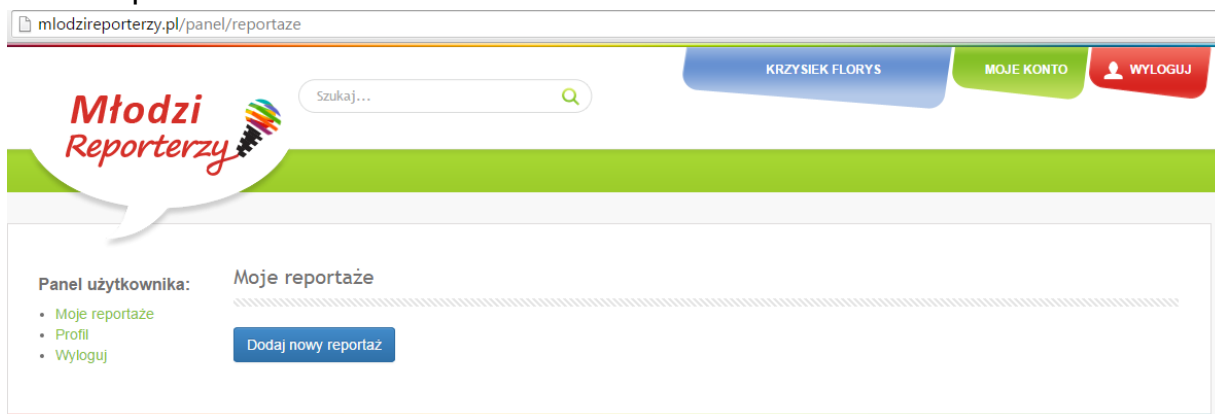 mlodzireporterzy.pl/panel/reportaze
KRZYSIEK FLORYS
MOJE KONTO
WYLOGUJ
Szukaj...
Młodzi
Reporterzy
Panel użytkownika:
Moje reportaże
Profil
Wyloguj
Moje reportaże
Dodaj nowy reportaż